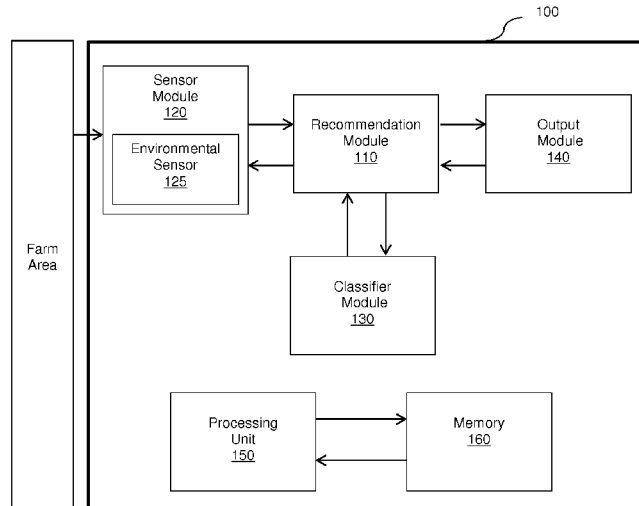 100
Sensor
Module
120
Environmental
Sensor
125
Recommendation
Module
110
Output
Module
140
Farm
Area
Classifier
Module
130
Processing
Unit
150
Memory
160